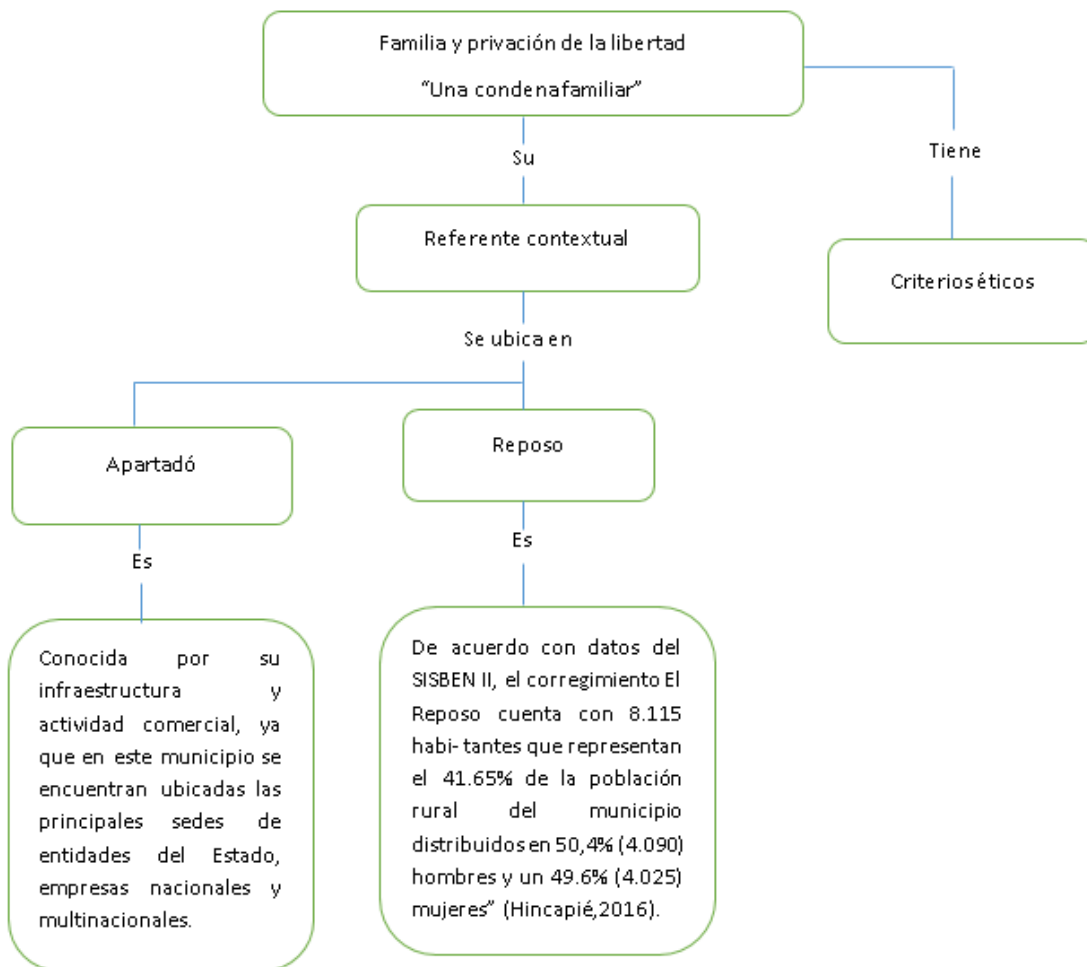 Familia y privación de la libertad
“Una condenafamiliar”
Su
Tiene
Referente contextual
Criterioséticos
Se ubica en
Apartadó
Reposo
Es
Es
Conocida por su
infraestructura y
actividad comercial, ya
que en este municipio se
encuentran ubicadas las
principales sedes de
entidades del Estado,
empresas nacionales y
multinacionales.
De acuerdo con datos del
SISBEN II, el corregimiento El
Reposo cuenta con 8.115
habi- tantes que representan
el 41.65% de la población
rural del municipio
distribuidos en 50,4% (4.090)
hombres y un 49.6% (4.025)
mujeres” (Hincapié,2016).